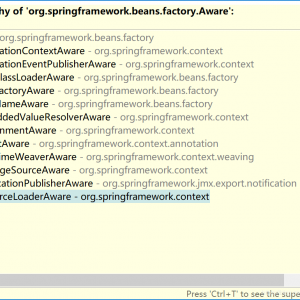 hy of 'org.springframework.beans.factory.Aware':
org.springframework.beans.factory
ationContextAware - org.springframework.context
ationEventPublisherAware - org.springframework.context
lassLoaderAware - org.springframework.beans.factory
actoryAware - org.springframework.beans.factory
NameAware - org.springframework.beans.factory
ddedValueResolverAware - org.springframework.context
onmentAware - org.springframework.context
tAware - org.springframework.context.annotation
imeWeaverAware - org.springframework.context.weaving
geSourceAware - org.springframework.context
cationPublisherAware - org.springframework.jmx.export.notification
rceLoaderAware - org.springframework.context
Press 'Ctrl+T' to see the supe